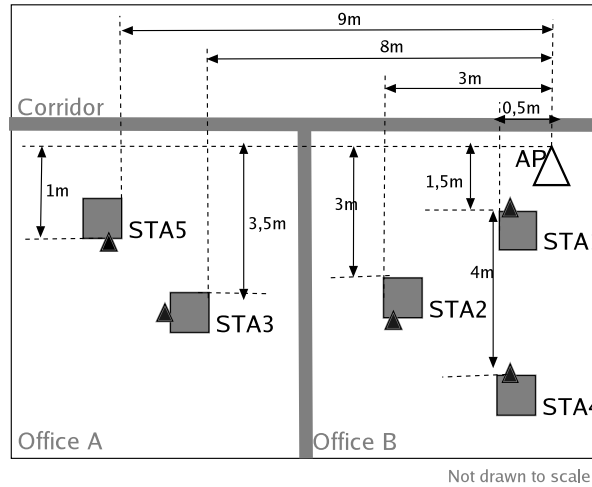 9m
8m
3m
0,5m
Corridor
AP
1m
3,5m
3m
1,5m
STA5
STA
4m
STA3
STA2
STA4
Office A
Office B
Not drawn to scale